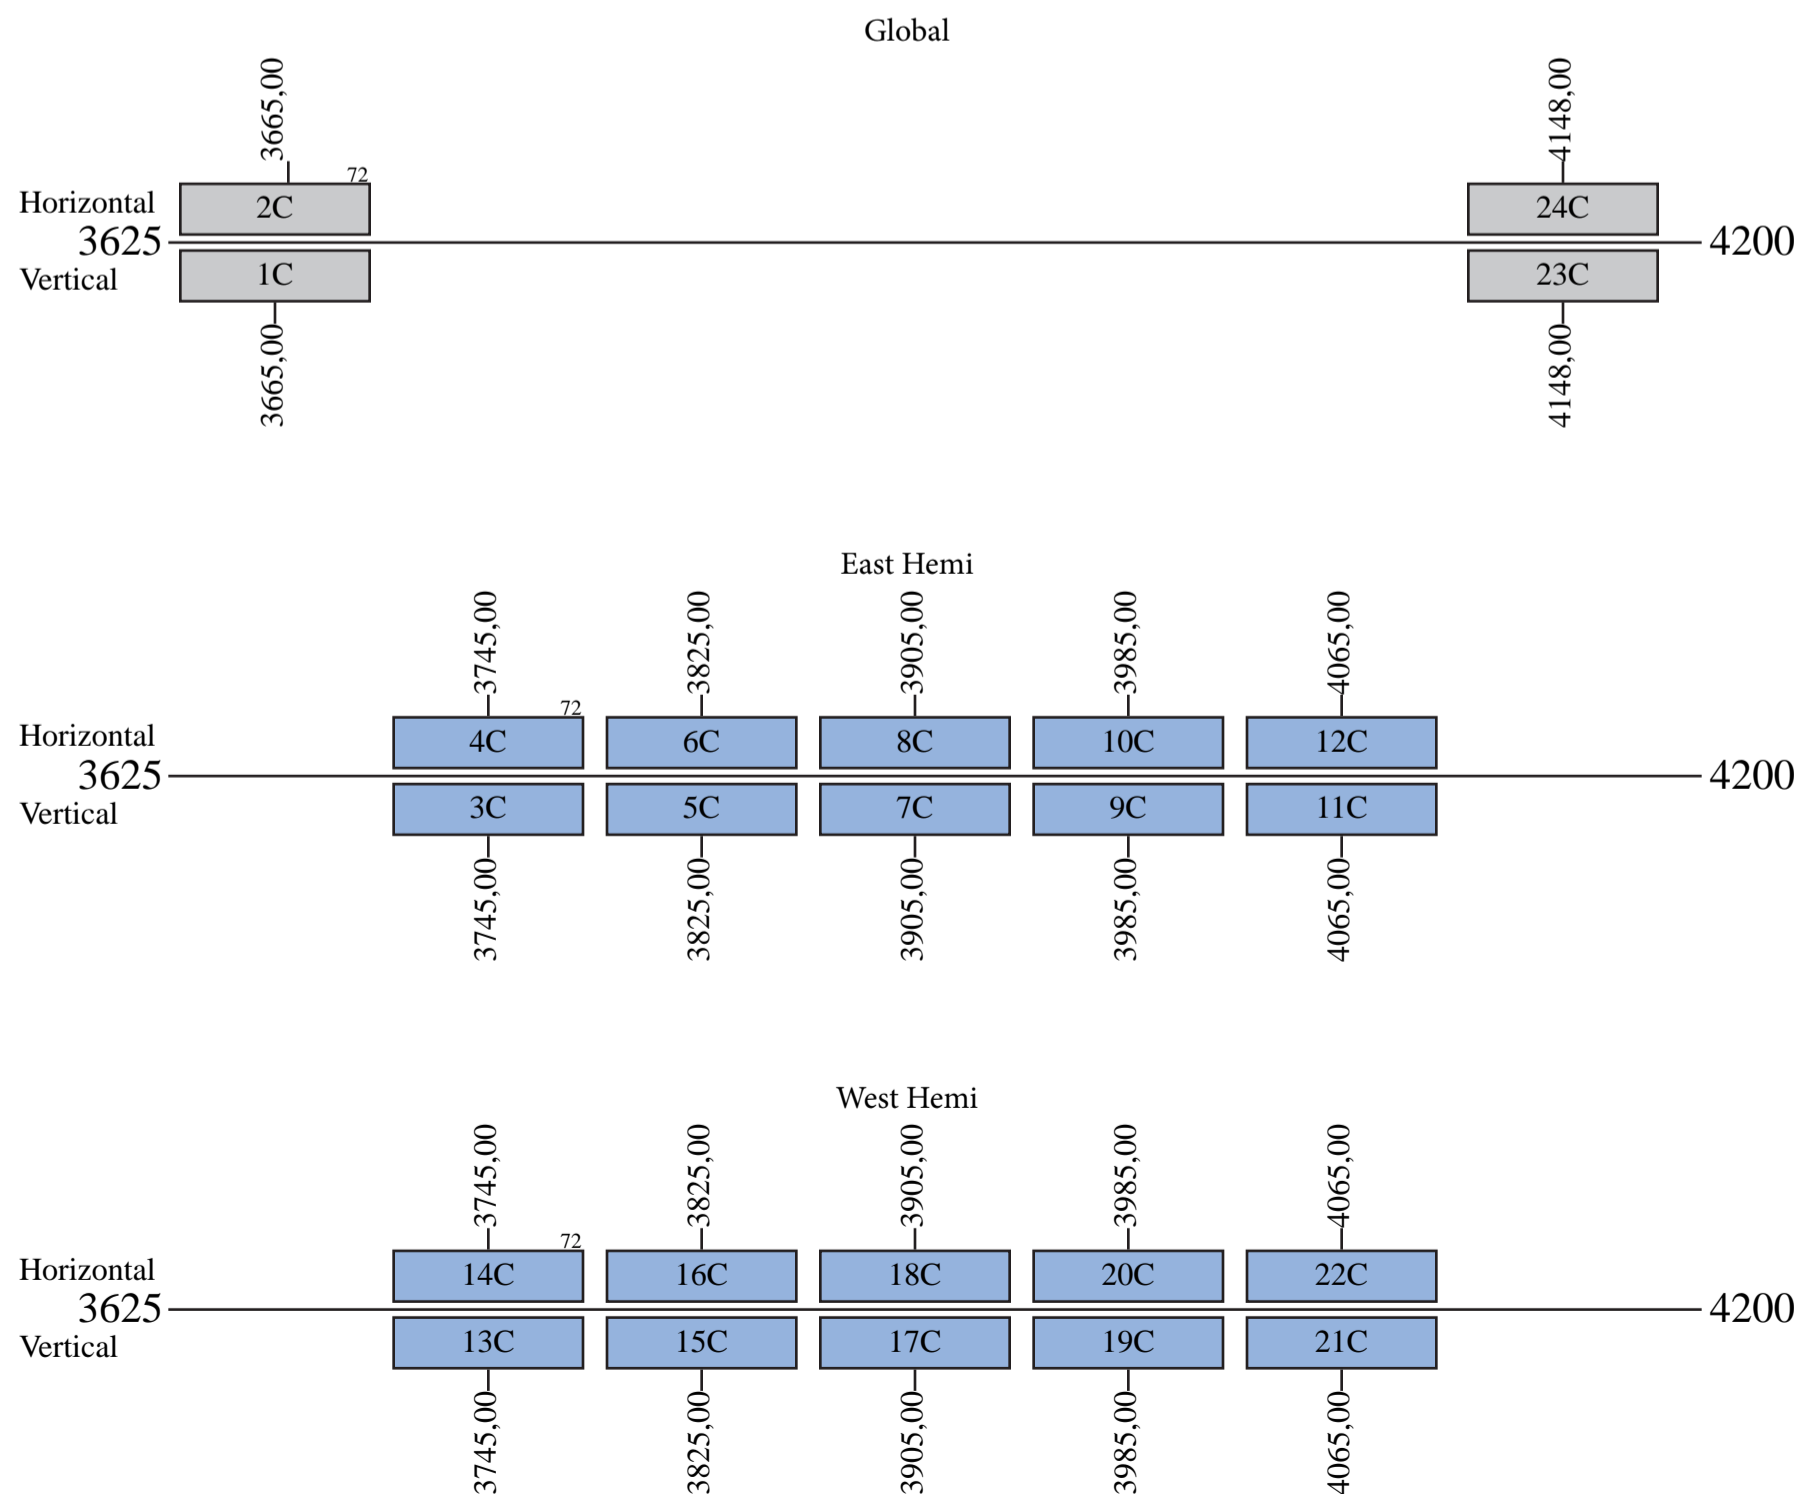 Global
3665,00 4148,00
72
Horizontal 2C 24C
3625 4200
Vertical 1C 23C
3665,00 4148,00
East Hemi
3745,00 3825,00 3905,00 3985,00 4065,00
72
Horizontal 4C 6C 8C 10C 12C
3625 4200
Vertical 3C 5C 7C 9C 11C
3745,00 3825,00 3905,00 3985,00 4065,00
West Hemi
3745,00 3825,00 3905,00 3985,00 4065,00
72
Horizontal 14C 16C 18C 20C 22C
3625 4200
Vertical 13C 15C 17C 19C 21C
3745,00 3825,00 3905,00 3985,00 4065,00